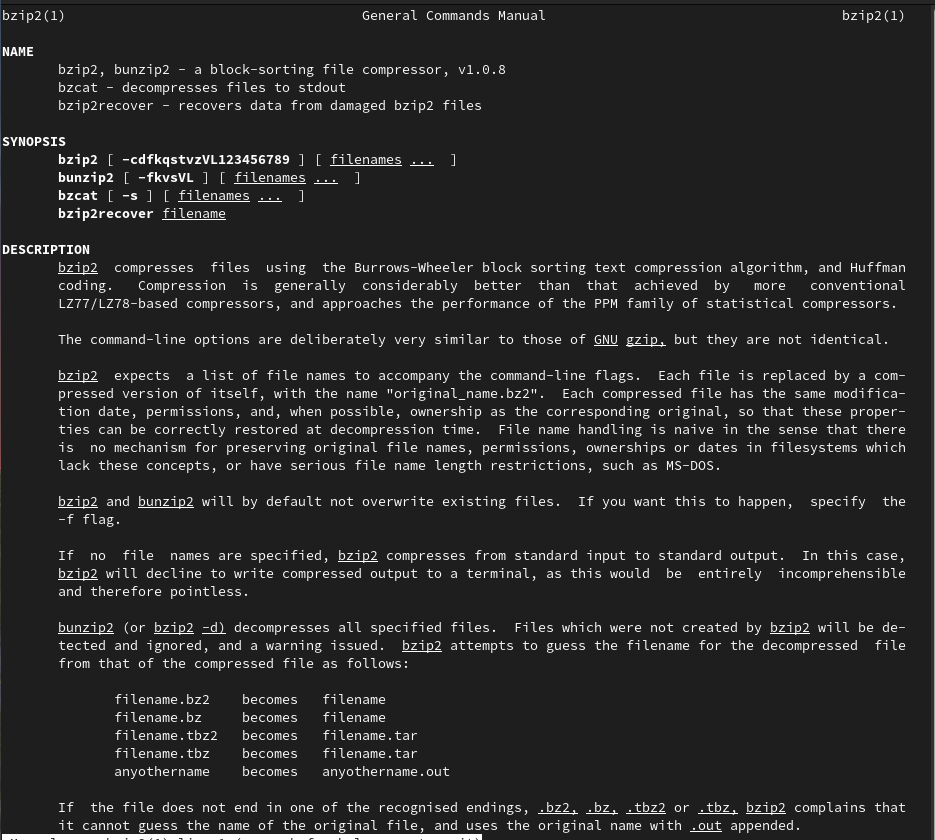 bzip2(1) General Commands Manual bzip2(1)
NAME
bzip2, bunzip2 − a block−sorting file compressor, v1.0.8
bzcat − decompresses files to stdout
bzip2recover − recovers data from damaged bzip2 files
SYNOPSIS
bzip2 [ −cdfkqstvzVL123456789 ] [ filenames ... ]
bunzip2 [ −fkvsVL ] [ filenames ... ]
bzcat [ −s ] [ filenames ... ]
bzip2recover filename
DESCRIPTION
bzip2 compresses files using the Burrows−Wheeler block sorting text compression algorithm, and Huffman
coding. Compression is generally considerably better than that achieved by more conventional
LZ77/LZ78−based compressors, and approaches the performance of the PPM family of statistical compressors.
The command−line options are deliberately very similar to those of GNU gzip, but they are not identical.
bzip2 expects a list of file names to accompany the command−line flags. Each file is replaced by a com−
pressed version of itself, with the name "original_name.bz2". Each compressed file has the same modifica−
tion date, permissions, and, when possible, ownership as the corresponding original, so that these proper−
ties can be correctly restored at decompression time. File name handling is naive in the sense that there
is no mechanism for preserving original file names, permissions, ownerships or dates in filesystems which
lack these concepts, or have serious file name length restrictions, such as MS−DOS.
bzip2 and bunzip2 will by default not overwrite existing files. If you want this to happen, specify the
−f flag.
If no file names are specified, bzip2 compresses from standard input to standard output. In this case,
bzip2 will decline to write compressed output to a terminal, as this would be entirely incomprehensible
and therefore pointless.
bunzip2 (or bzip2 −d) decompresses all specified files. Files which were not created by bzip2 will be de−
tected and ignored, and a warning issued. bzip2 attempts to guess the filename for the decompressed file
from that of the compressed file as follows:
filename.bz2 becomes filename
filename.bz becomes filename
filename.tbz2 becomes filename.tar
filename.tbz becomes filename.tar
anyothername becomes anyothername.out
If the file does not end in one of the recognised endings, .bz2, .bz, .tbz2 or .tbz, bzip2 complains that
it cannot guess the name of the original file, and uses the original name with .out appended.